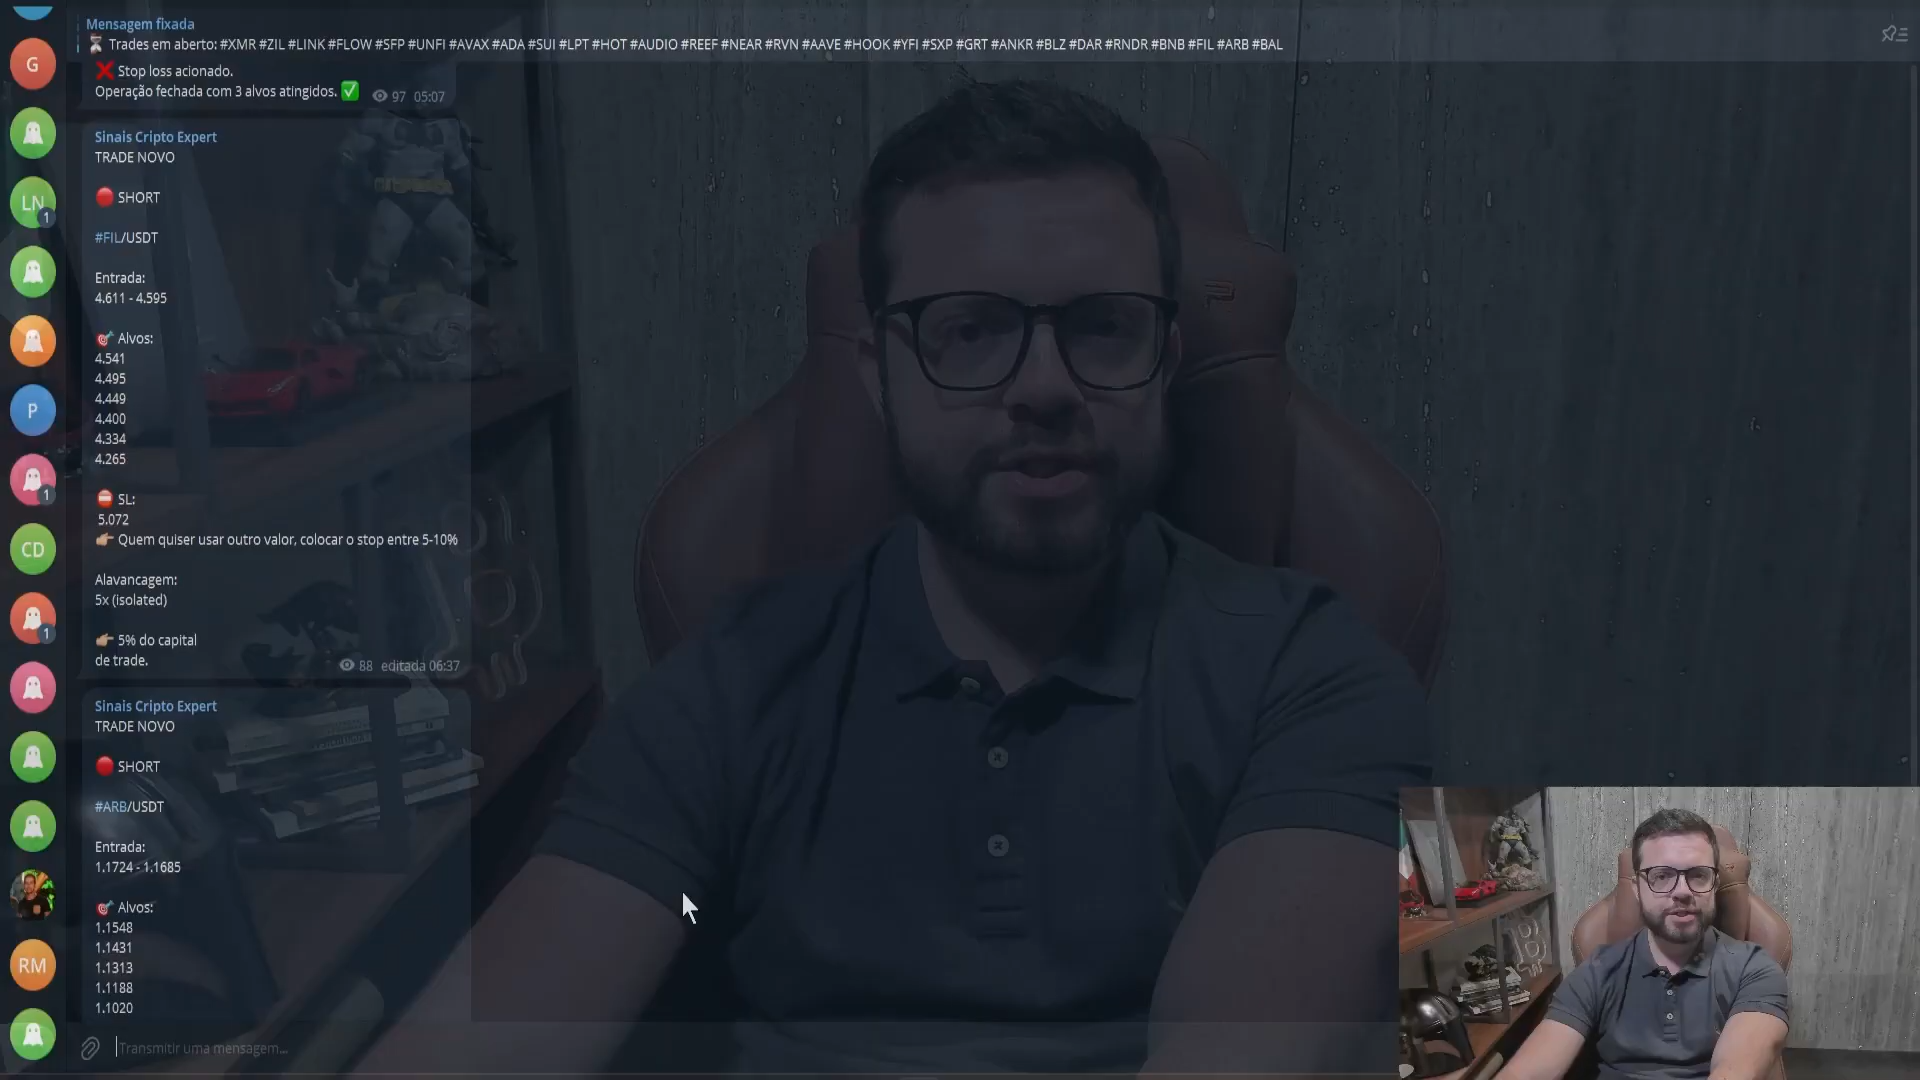 Mensagem fixada
Trades em aberto: #XMR #ZIL #LINK #FLOW #SFP #UNFI #AVAX #ADA #SUI #LPT #HOT #AUDIO #REEF #NEAR #RVN #AAVE #HOOK #YFI #SXP #GRT #ANKR #BLZ #DAR #RNDR #BNB #FIL #ARB #BAL
❌ Stop loss acionado.
Operação fechada com 3 alvos atingidos. ✅ 97 05:07
Sinais Cripto Expert
TRADE NOVO
🔴 SHORT
#FIL/USDT
Entrada:
4.611 - 4.595
🎯 Alvos:
4.541
4.495
4.449
4.400
4.334
4.265
⛔ SL:
5.072
👉🏼 Quem quiser usar outro valor, colocar o stop entre 5-10%
Alavancagem:
5x (isolated)
👉🏼 5% do capital
de trade.
88 editada 06:37
Sinais Cripto Expert
TRADE NOVO
🔴 SHORT
#ARB/USDT
Entrada:
1.1724 - 1.1685
🎯 Alvos:
1.1548
1.1431
1.1313
1.1188
1.1020
Transmitir uma mensagem...
G
LN
1
P
1
CD
1
RM